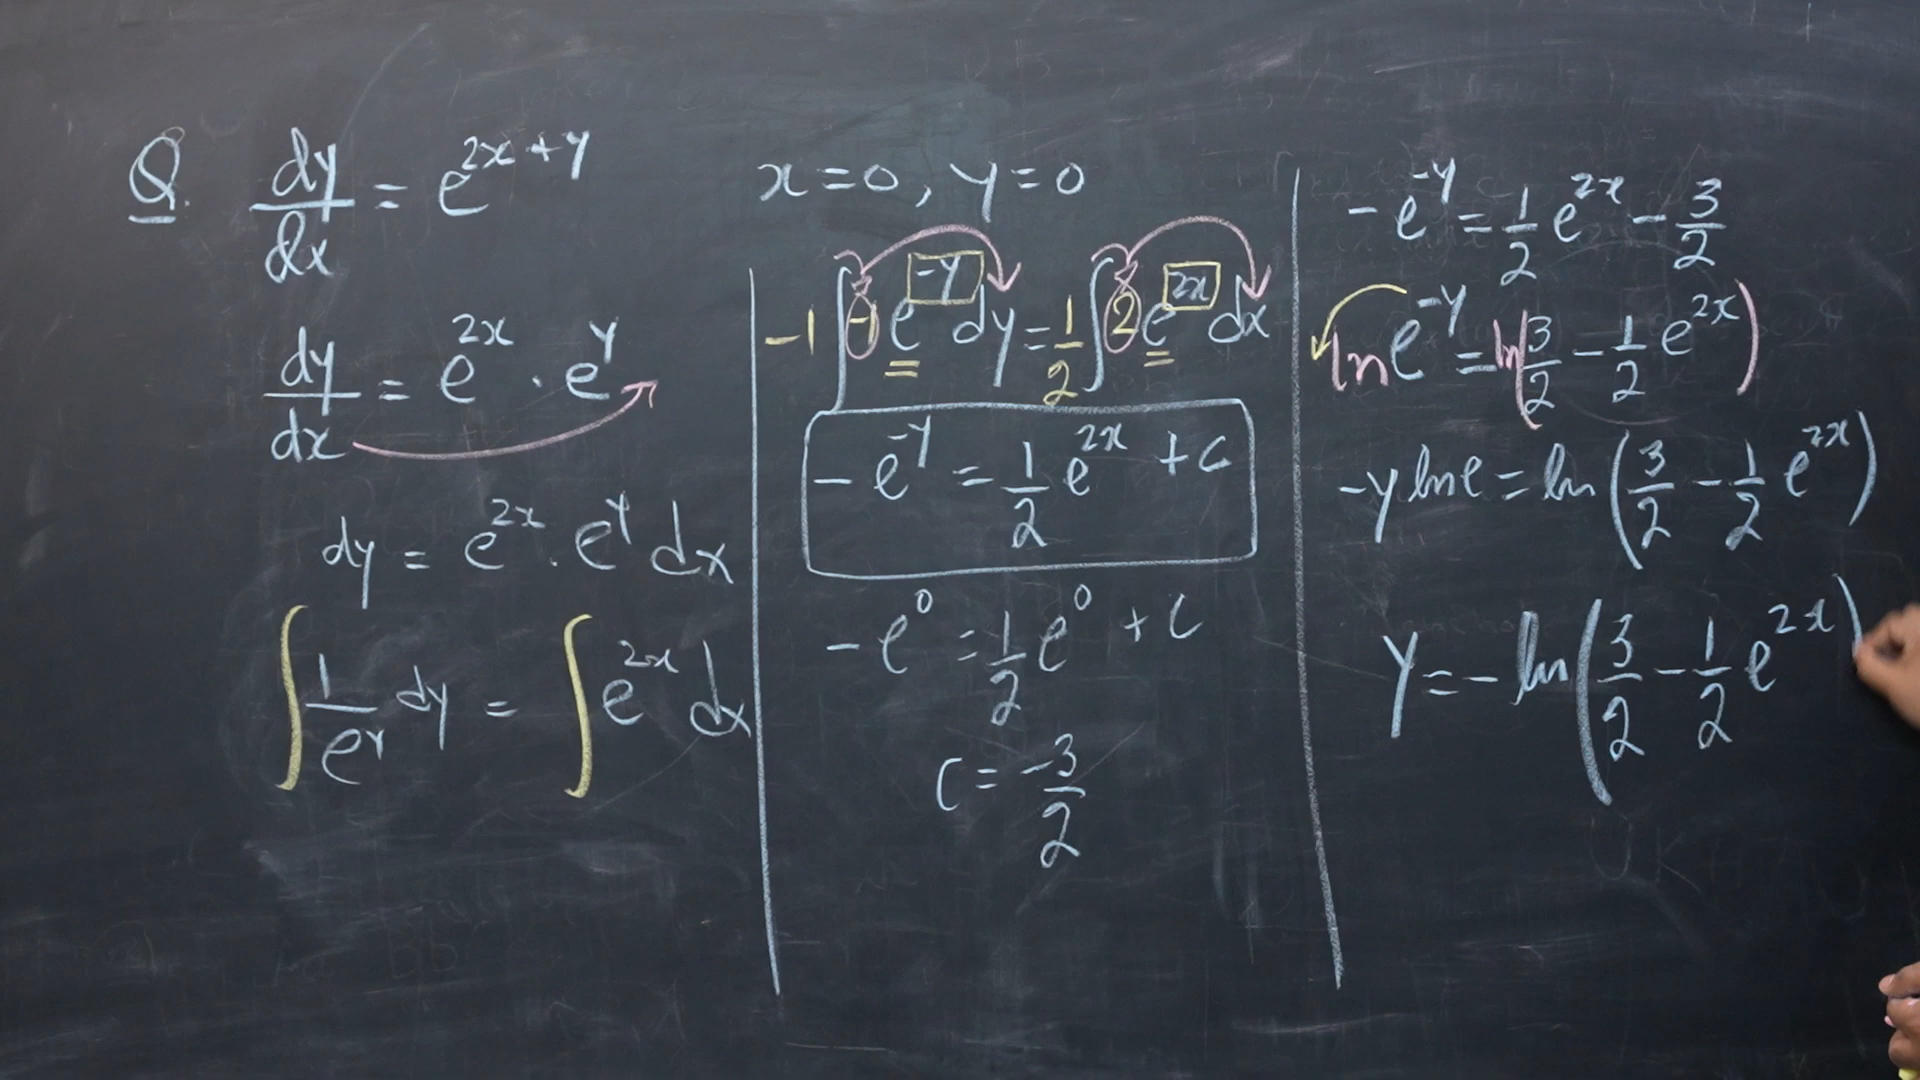 Q. dy/dx = e^(2x+y)    x=0, y=0
dy/dx = e^(2x) · e^y
dy = e^(2x) · e^y dx
∫ 1/e^y dy = ∫ e^(2x) dx
-1 ∫ -1 e^(-y) dy = 1/2 ∫ 2 e^(2x) dx
-e^(-y) = 1/2 e^(2x) + c
-e^0 = 1/2 e^0 + c
c = -3/2
-e^(-y) = 1/2 e^(2x) - 3/2
ln e^(-y) = ln(3/2 - 1/2 e^(2x))
-y ln e = ln(3/2 - 1/2 e^(2x))
y = -ln(3/2 - 1/2 e^(2x))